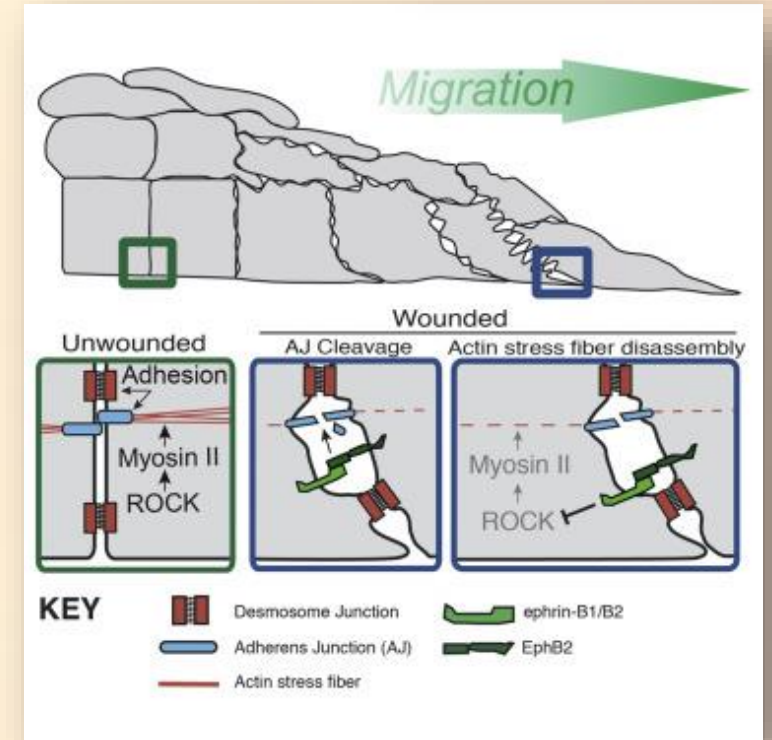 Migration
Wounded
Unwounded
AJ Cleavage
Actin stress fiber disassembly
Adhesion
Myosin II
ROCK
Myosin II
ROCK
KEY
Desmosome Junction
ephrin-B1/B2
Adherens Junction (AJ)
EphB2
Actin stress fiber